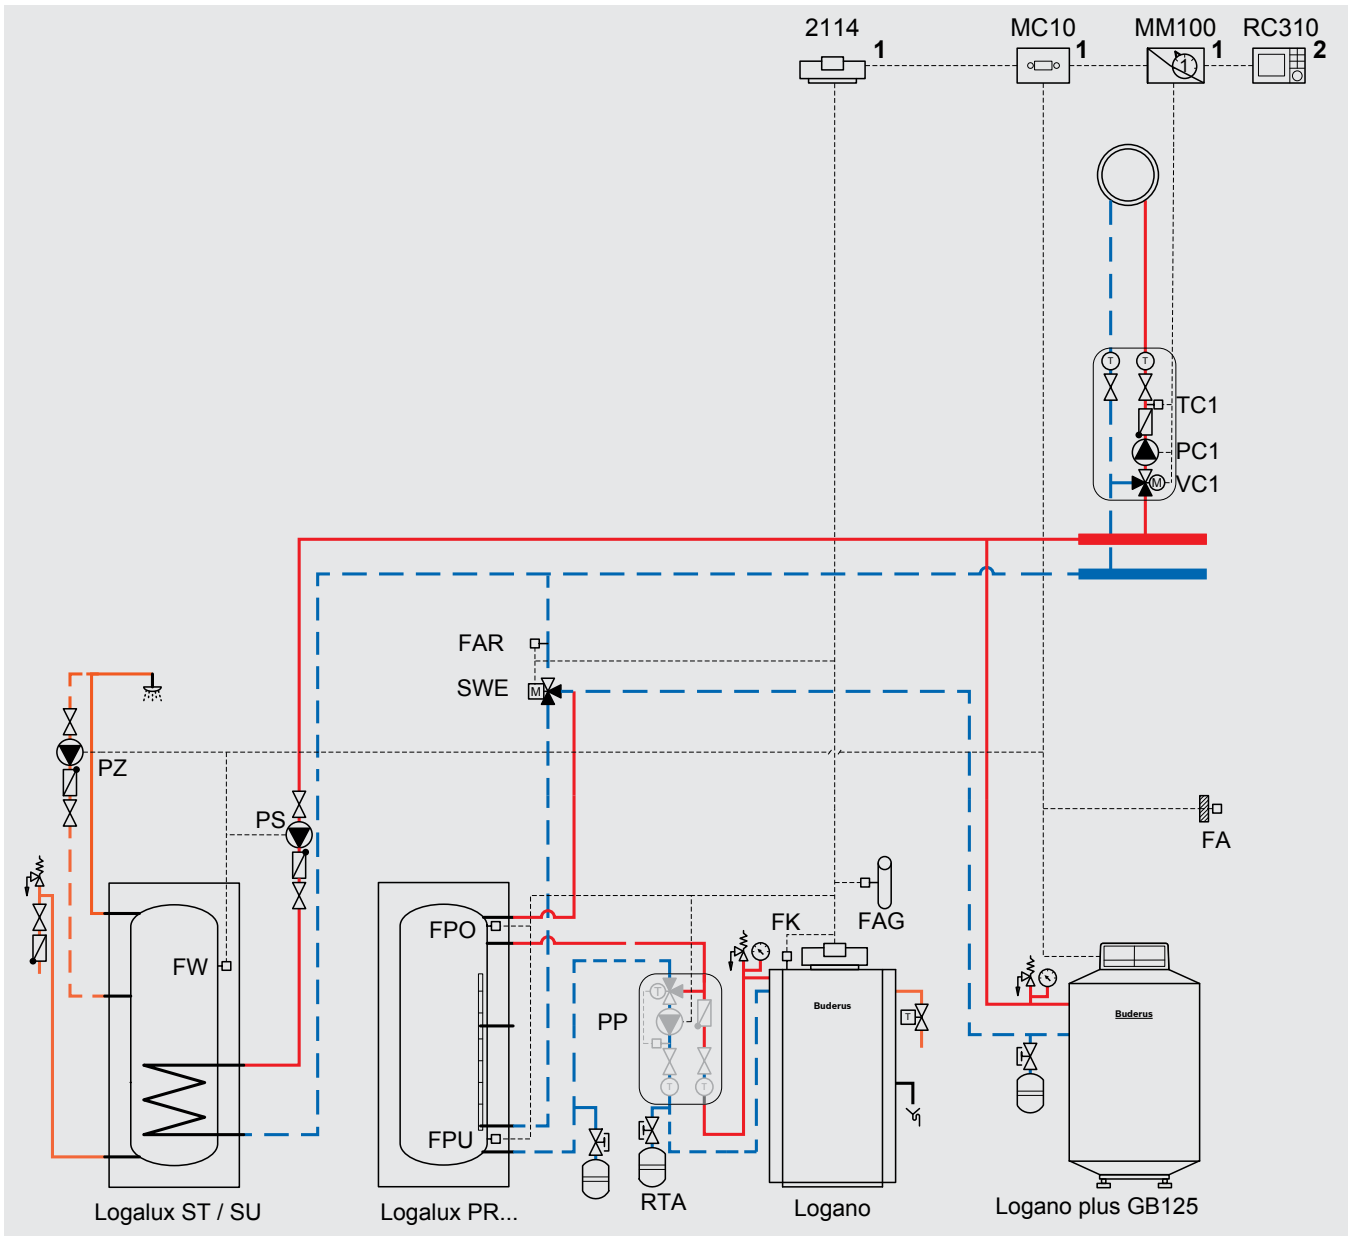 2114 MC10 MM100 RC310
1 1 1 2
1
T T
TC1
PC1
M VC1
FAR
SWE M
PZ
PS
FA
FPO
FK FAG
FW
T
Buderus
Buderus
PP
T
T T
FPU
RTA
Logalux ST / SU
Logalux PR...
Logano
Logano plus GB125